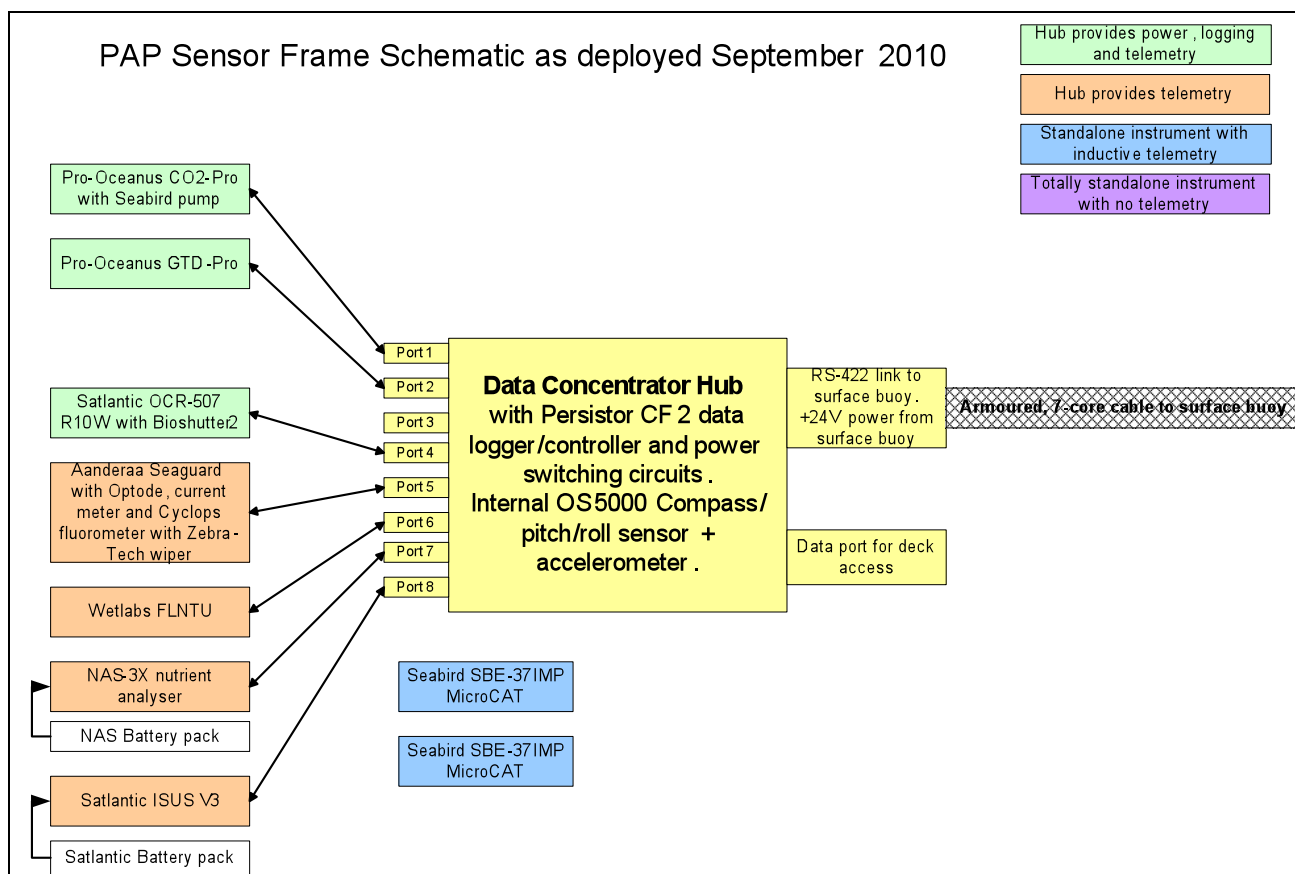 PAP Sensor Frame Schematic as deployed September 2010
Hub provides power , logging
and telemetry
Hub provides telemetry
Standalone instrument with
inductive telemetry
Totally standalone instrument
with no telemetry
Pro-Oceanus CO2-Pro
with Seabird pump
Pro-Oceanus GTD -Pro
Satlantic OCR-507
R10W with Bioshutter2
Aanderaa Seaguard
with Optode , current
meter and Cyclops
fluorometer with Zebra-
Tech wiper
Wetlabs FLNTU
NAS-3X nutrient
analyser
NAS Battery pack
Satlantic ISUS V3
Satlantic Battery pack
Port 1
Port 2
Port 3
Port 4
Port 5
Port 6
Port 7
Port 8
Data Concentrator Hub
with Persistor CF 2 data
logger/controller and power
switching circuits .
Internal OS5000 Compass/
pitch/roll sensor +
accelerometer .
RS-422 link to
surface buoy .
+24V power from
surface buoy
Armoured, 7-core cable to surface buoy
Data port for deck
access
Seabird SBE-37IMP
MicroCAT
Seabird SBE-37IMP
MicroCAT